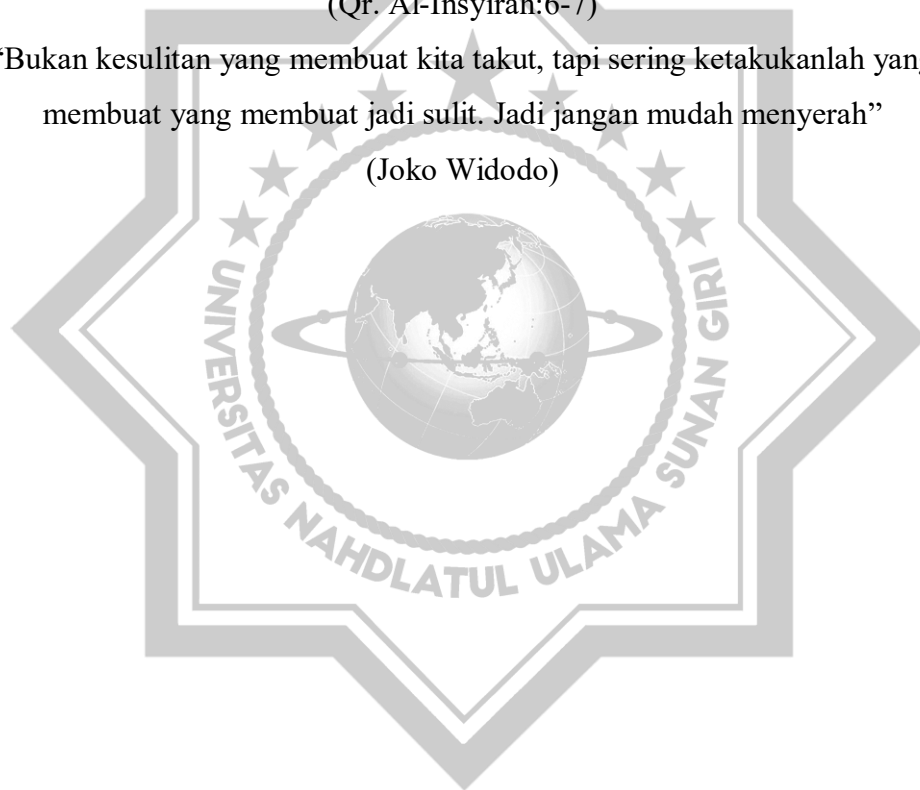 (Qr. Al-Insyirah:6-7)
“Bukan kesulitan yang membuat kita takut, tapi sering ketakukanlah yang
membuat yang membuat jadi sulit. Jadi jangan mudah menyerah”
(Joko Widodo)
UNIVERSITAS NAHDLATUL ULAMA SUNAN GIRI